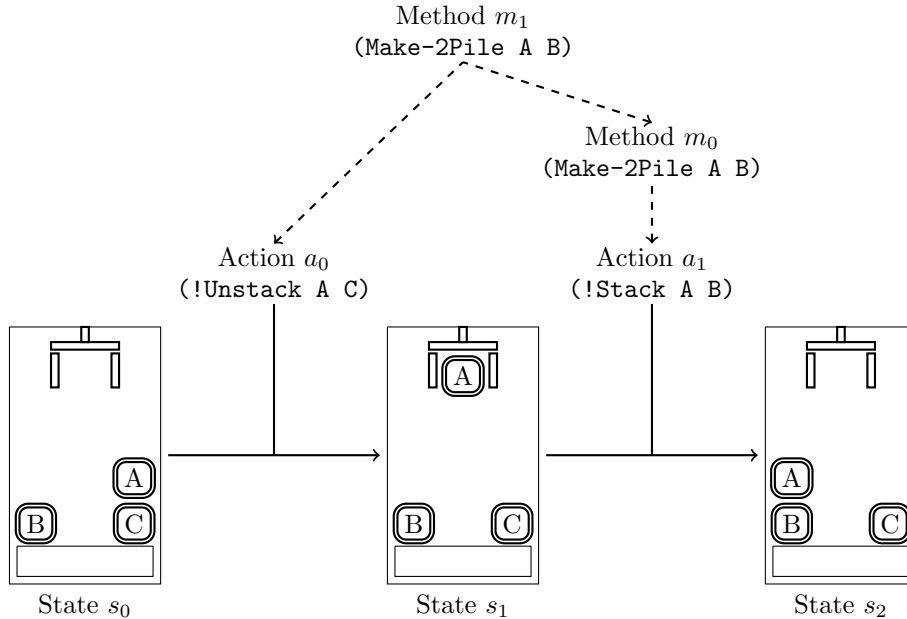 Method m₁
(Make-2Pile A B)
Method m₀
(Make-2Pile A B)
Action a₀
(!Unstack A C)
Action a₁
(!Stack A B)
A
B
C
State s₀
A
B
C
State s₁
A
B
C
State s₂